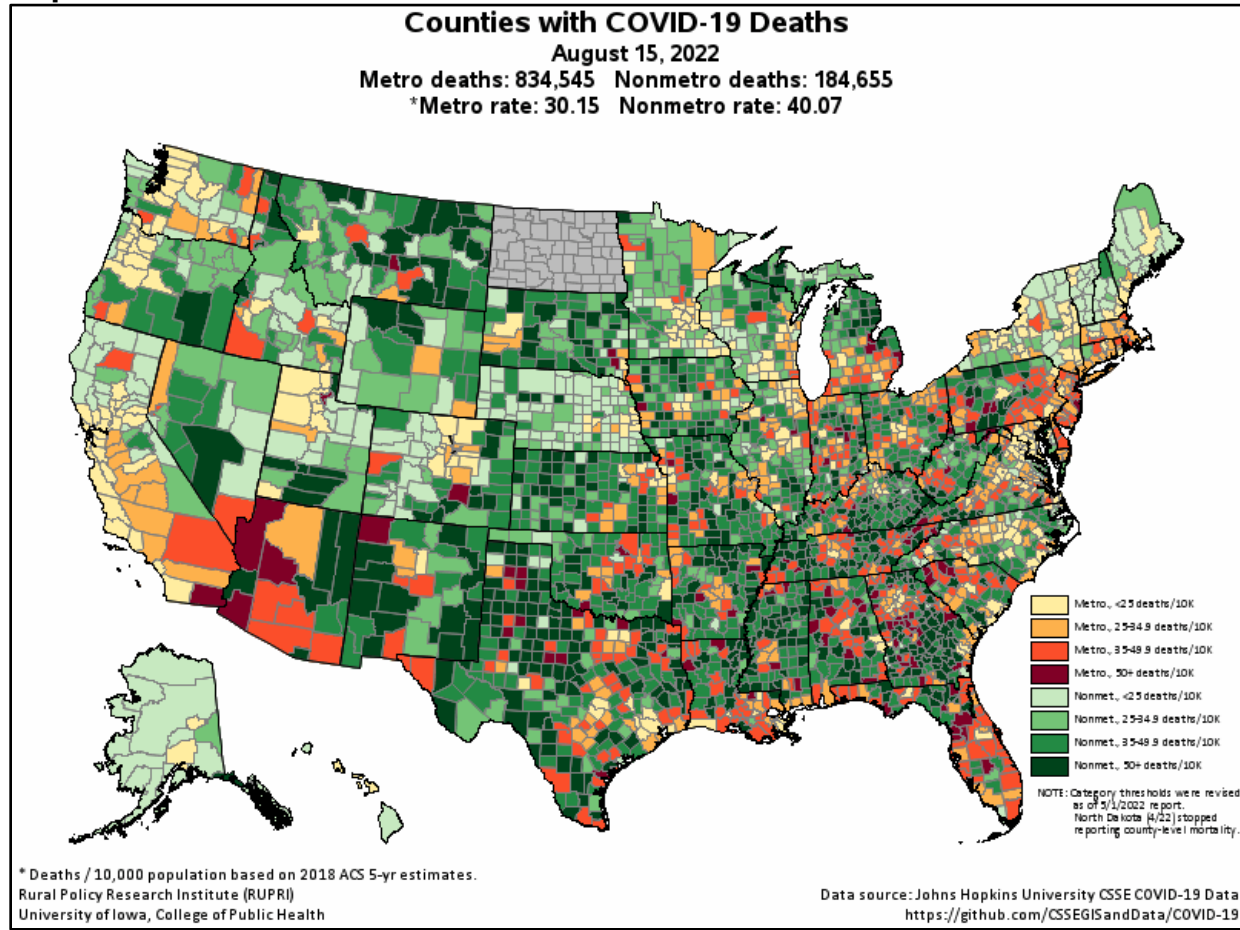 Counties with COVID-19 Deaths
August 15, 2022
Metro deaths: 834,545 Nonmetro deaths: 184,655
*Metro rate: 30.15 Nonmetro rate: 40.07
Metro., <25 deaths/10K
Metro., 25-34.9 deaths/10K
Metro., 35-49.9 deaths/10K
Metro., 50+ deaths/10K
Nonmet., <25 deaths/10K
Nonmet., 25-34.9 deaths/10K
Nonmet., 35-49.9 deaths/10K
Nonmet., 50+ deaths/10K
NOTE: Category thresholds were revised
as of 5/1/2022 report.
North Dakota (4/22) stopped
reporting county-level mortality.
* Deaths / 10,000 population based on 2018 ACS 5-yr estimates.
Rural Policy Research Institute (RUPRI)
University of Iowa, College of Public Health
Data source: Johns Hopkins University CSSE COVID-19 Data
https://github.com/CSSEGISandData/COVID-19